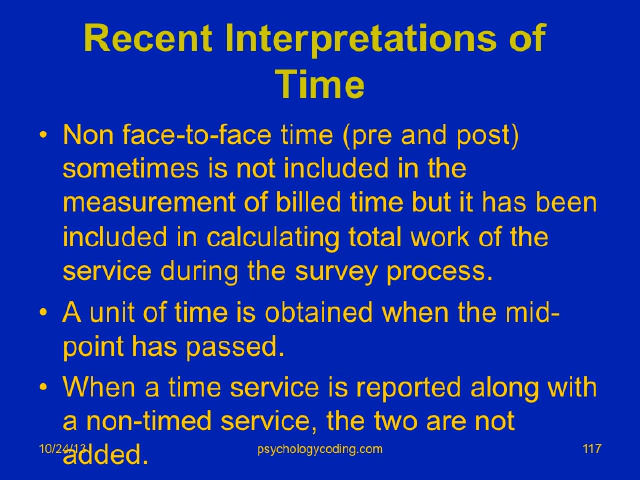 Recent Interpretations of
Time
• Non face-to-face time (pre and post)
sometimes is not included in the
measurement of billed time but it has been
included in calculating total work of the
service during the survey process.
• A unit of time is obtained when the mid-
point has passed.
• When a time service is reported along with
a non-timed service, the two are not
added.
psychologycoding.com
117